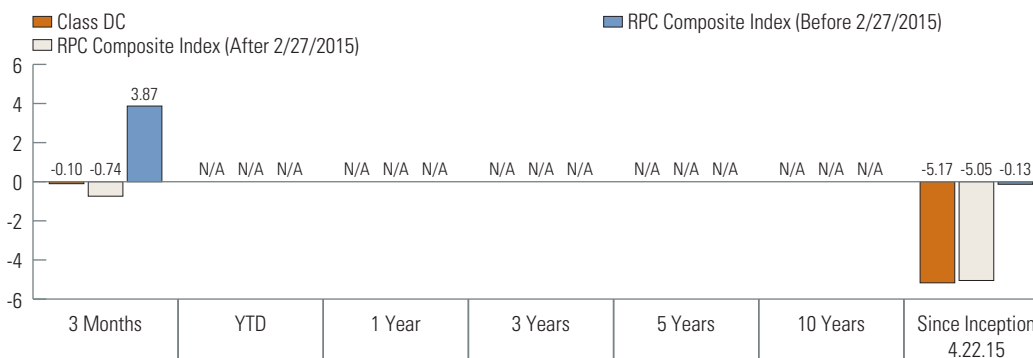 Class DC
RPC Composite Index (Before 2/27/2015)
RPC Composite Index (After 2/27/2015)
6
4
2
0
-2
-4
-6
-0.10 -0.74 3.87
N/A N/A N/A
N/A N/A N/A
N/A N/A N/A
N/A N/A N/A
N/A N/A N/A
-5.17 -5.05 -0.13
3 Months YTD 1 Year 3 Years 5 Years 10 Years Since Inception
4.22.15